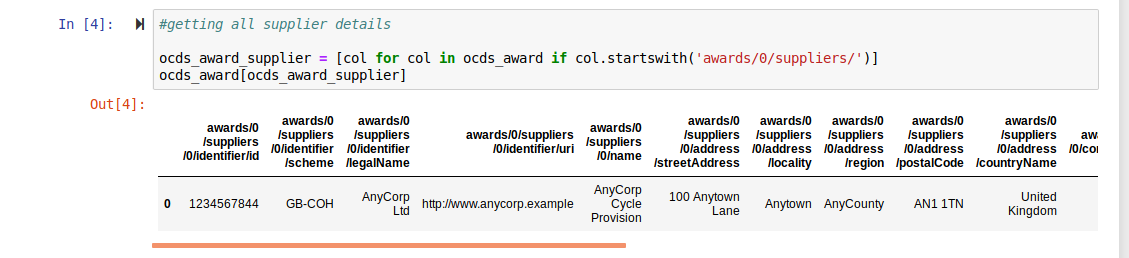 In [4]:
#getting all supplier details
ocds_award_supplier = [col for col in ocds_award if col.startswith('awards/0/suppliers/')]
ocds_award[ocds_award_supplier]
Out[4]:
awards/0 /suppliers /0/identifier/id awards/0 /suppliers /0/identifier /scheme awards/0 /suppliers /0/identifier /legalName awards/0/suppliers /0/identifier/uri awards/0 /suppliers /0/name awards/0 /suppliers /0/address /streetAddress awards/0 /suppliers /0/address /locality awards/0 /suppliers /0/address /region awards/0 /suppliers /0/address /postalCode awards/0 /suppliers /0/address /countryName
0 1234567844 GB-COH AnyCorp Ltd http://www.anycorp.example AnyCorp Cycle Provision 100 Anytown Lane Anytown AnyCounty AN1 1TN United Kingdom